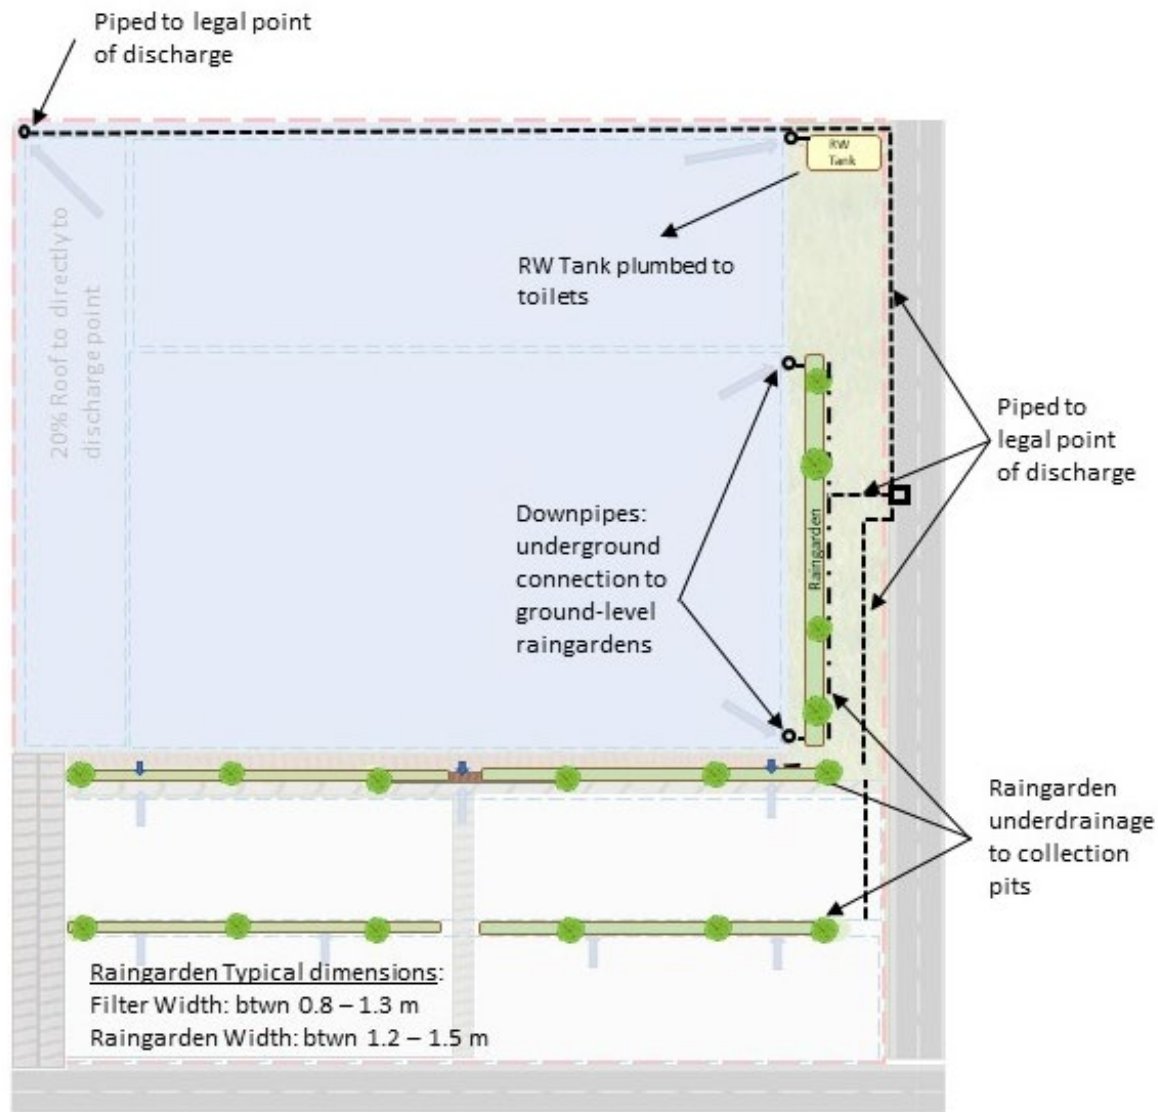 Piped to legal point
of discharge
RW
Tank
20% Roof to directly to
discharge point
RW Tank plumbed to
toilets
Piped to
legal point
of discharge
Downpipes:
underground
connection to
ground-level
raingardens
Raingarden
Raingarden
underdrainage
to collection
pits
Raingarden Typical dimensions:
Filter Width: btwn 0.8 – 1.3 m
Raingarden Width: btwn 1.2 – 1.5 m